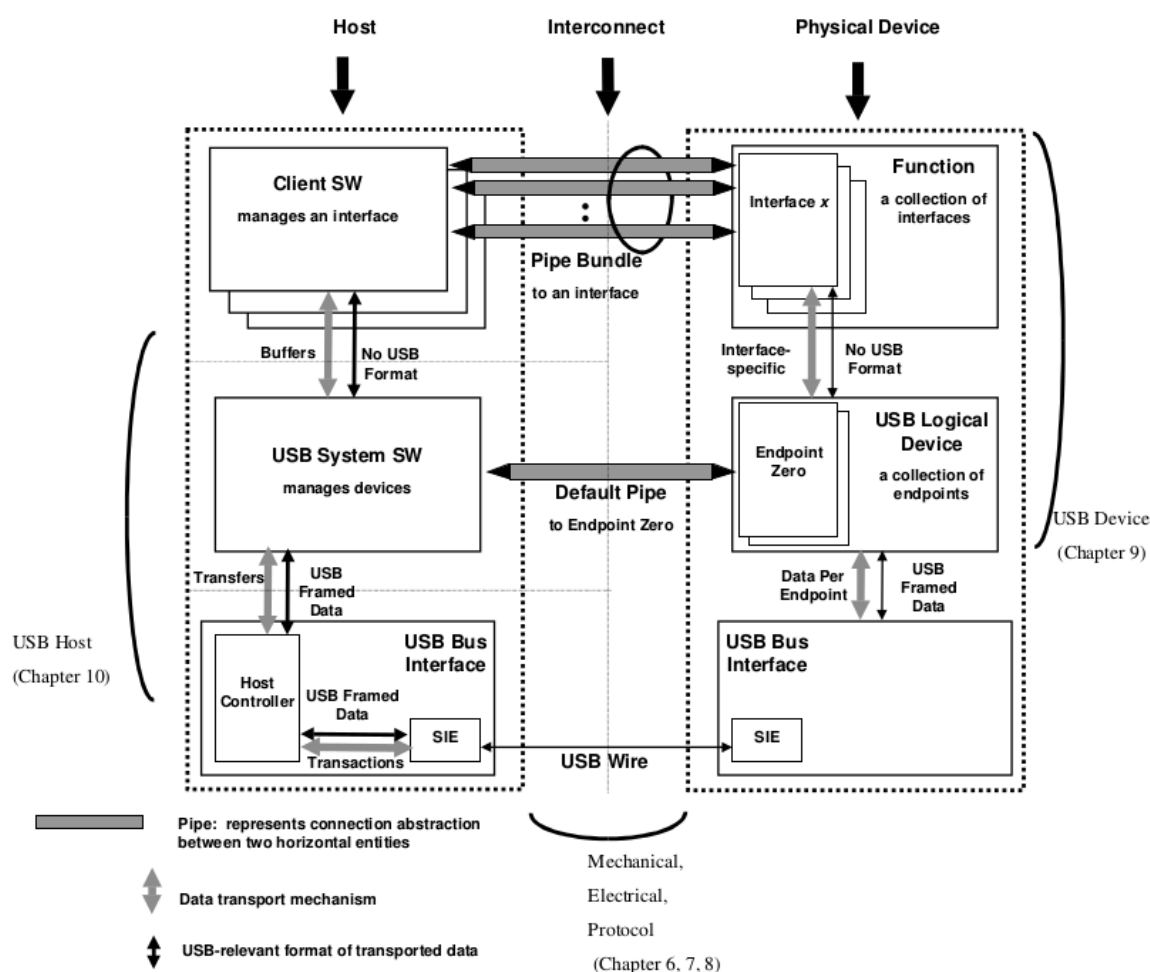 Host
Interconnect
Physical Device
Client SW
manages an interface
Pipe Bundle
to an interface
Interface x
Function
a collection of
interfaces
Buffers
No USB
Format
Interface-
specific
No USB
Format
USB System SW
manages devices
Default Pipe
to Endpoint Zero
Endpoint
Zero
USB Logical
Device
a collection of
endpoints
USB Device
(Chapter 9)
Transfers
USB
Framed
Data
Data Per
Endpoint
USB
Framed
Data
USB Host
(Chapter 10)
Host
Controller
USB Bus
Interface
USB Framed
Data
SIE
Transactions
USB Wire
USB Bus
Interface
SIE
Pipe: represents connection abstraction
between two horizontal entities
Data transport mechanism
USB-relevant format of transported data
Mechanical,
Electrical,
Protocol
(Chapter 6, 7, 8)